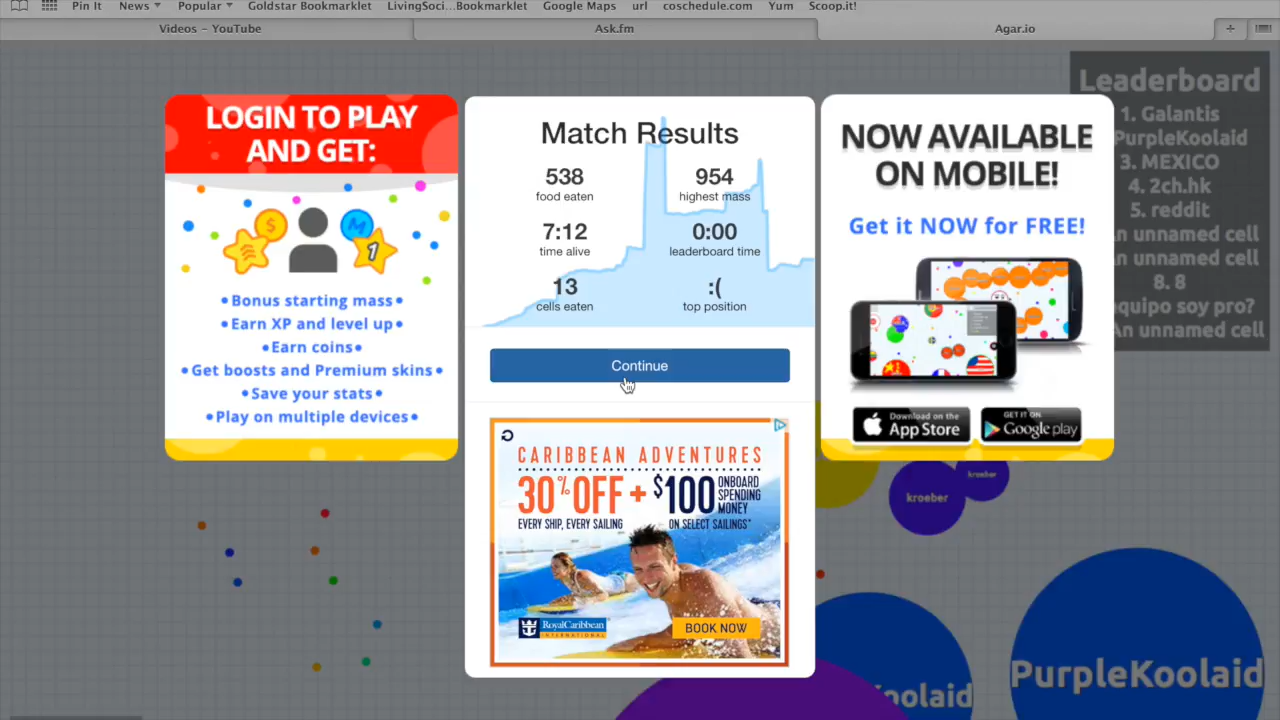 Pin It News Popular Goldstar Bookmarklet LivingSoci...Bookmarklet Google Maps url coschedule.com Yum Scoop.it!
Videos – YouTube Ask.fm Agar.io
LOGIN TO PLAY
AND GET:
•Bonus starting mass•
•Earn XP and level up•
•Earn coins•
•Get boosts and Premium skins•
•Save your stats•
•Play on multiple devices•
Match Results
538 954
food eaten highest mass
7:12 0:00
time alive leaderboard time
13 :(
cells eaten top position
Continue
CARIBBEAN ADVENTURES
30% OFF + $100 ONBOARD SPENDING MONEY
EVERY SHIP, EVERY SAILING ON SELECT SAILINGS*
RoyalCaribbean
INTERNATIONAL
BOOK NOW
NOW AVAILABLE
ON MOBILE!
Get it NOW for FREE!
Download on the
App Store
GET IT ON
Google play
Leaderboard
1. Galantis
PurpleKoolaid
3. MEXICO
4. 2ch.hk
5. reddit
An unnamed cell
An unnamed cell
8. 8
aquipo soy pro?
An unnamed cell
kroeber
kroeber
PurpleKoolaid
Koolaid